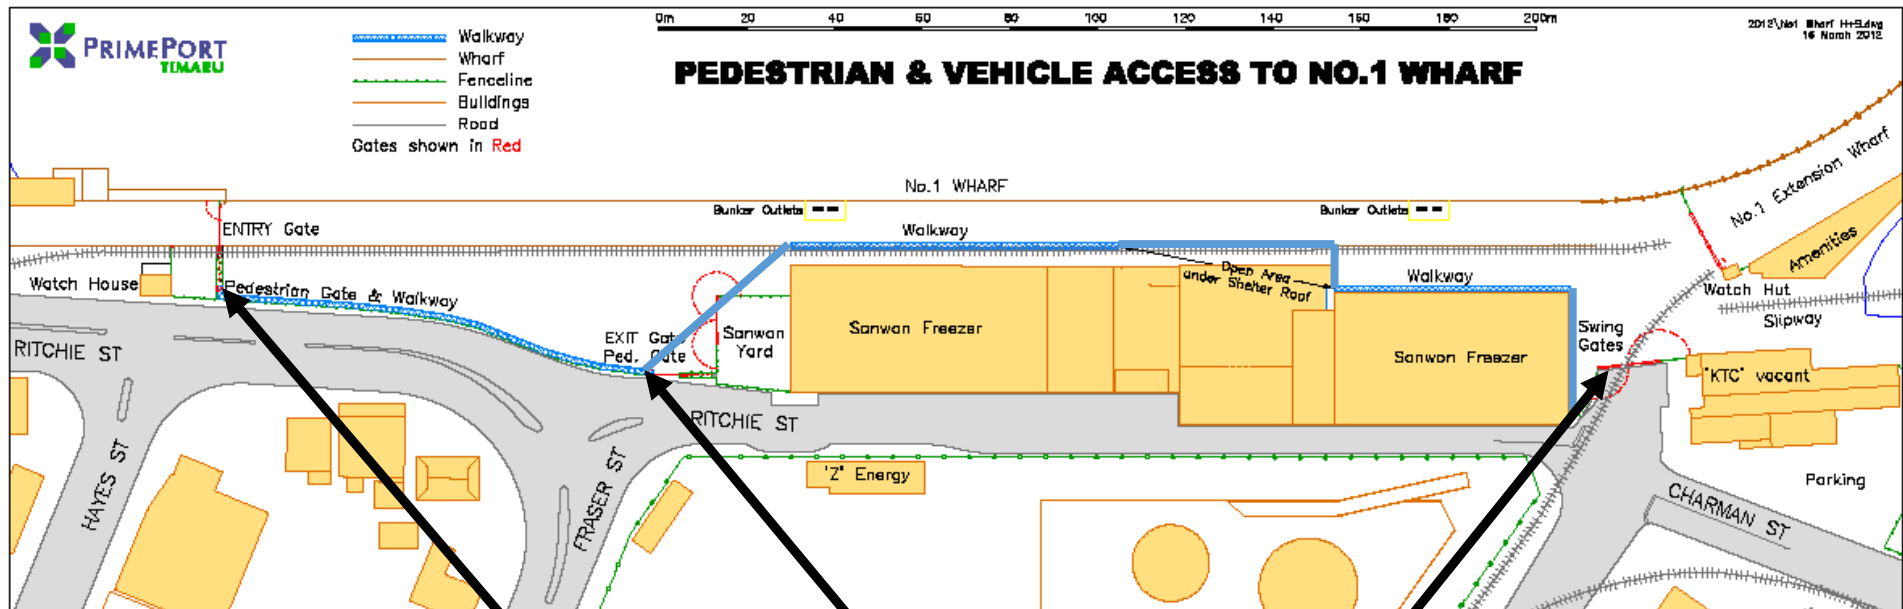 PRIMEPORT
TIMARU
Walkway
Wharf
Fenceline
Buildings
Road
Gates shown in Red
0m 20 40 60 80 100 120 140 160 180 200m
2012\No1 Wharf H+S.dwg
16 March 2012
PEDESTRIAN & VEHICLE ACCESS TO NO.1 WHARF
No.1 WHARF
No.1 Extension Wharf
Bunker Outlets
Bunker Outlets
ENTRY Gate
Walkway
Amenities
Watch House
Pedestrian Gate & Walkway
Open Area
under Shelter Roof
Walkway
Watch Hut
Slipway
EXIT Gate
Ped. Gate
Sanwon
Yard
Sanwon Freezer
Sanwon Freezer
Swing
Gates
"KTC" vacant
RITCHIE ST
RITCHIE ST
HAYES ST
FRASER ST
"Z" Energy
Parking
CHARMAN ST